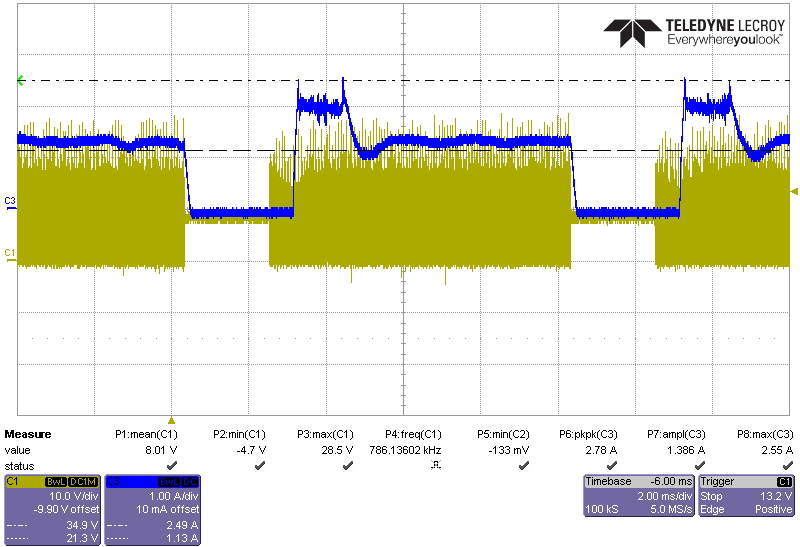 TELEDYNE LECROY
Everywhereyoulook™
C3
C1
Measure P1:mean(C1) P2:min(C1) P3:max(C1) P4:freq(C1) P5:min(C2) P6:pkpk(C3) P7:ampl(C3) P8:max(C3)
value 8.01 V -4.7 V 28.5 V 786.13602 kHz -133 mV 2.78 A 1.386 A 2.55 A
status
C1 BwL DC1M
10.0 V/div
-9.90 V offset
34.9 V
21.3 V
C3 BwL DC
1.00 A/div
10 mA offset
2.49 A
1.13 A
Timebase -6.00 ms
2.00 ms/div
100 kS 5.0 MS/s
Trigger C1
Stop 13.2 V
Edge Positive